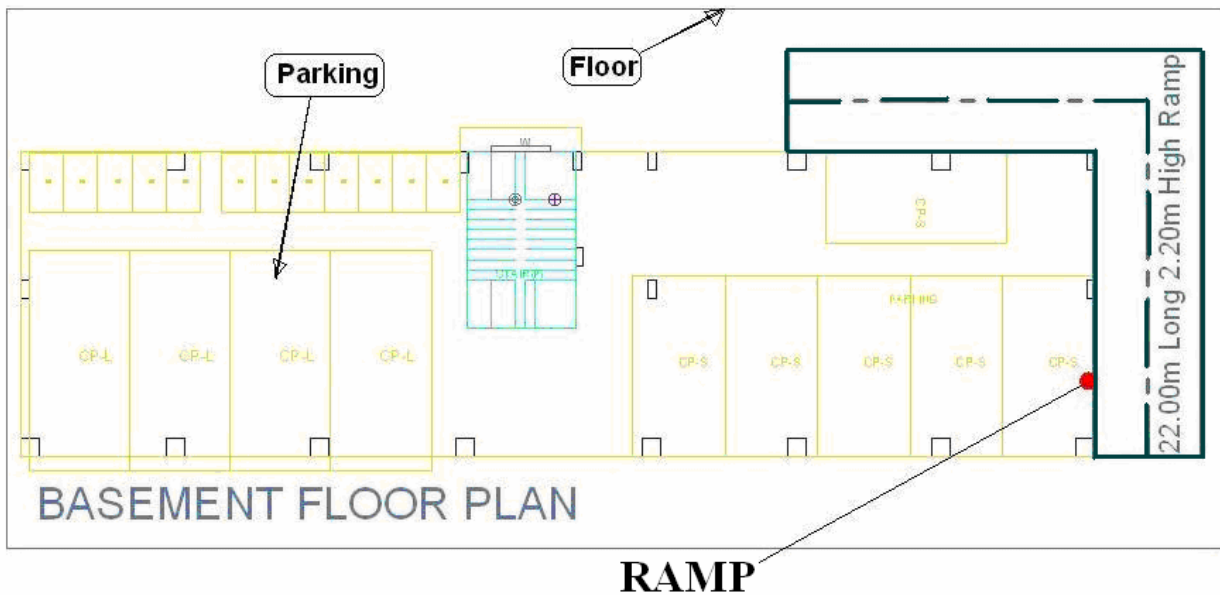 Parking
Floor
22.00m Long 2.20m High Ramp
M
CP-S
PARKING
CP-L
CP-L
CP-L
CP-L
CP-S
CP-S
CP-S
CP-S
CP-S
BASEMENT FLOOR PLAN
RAMP